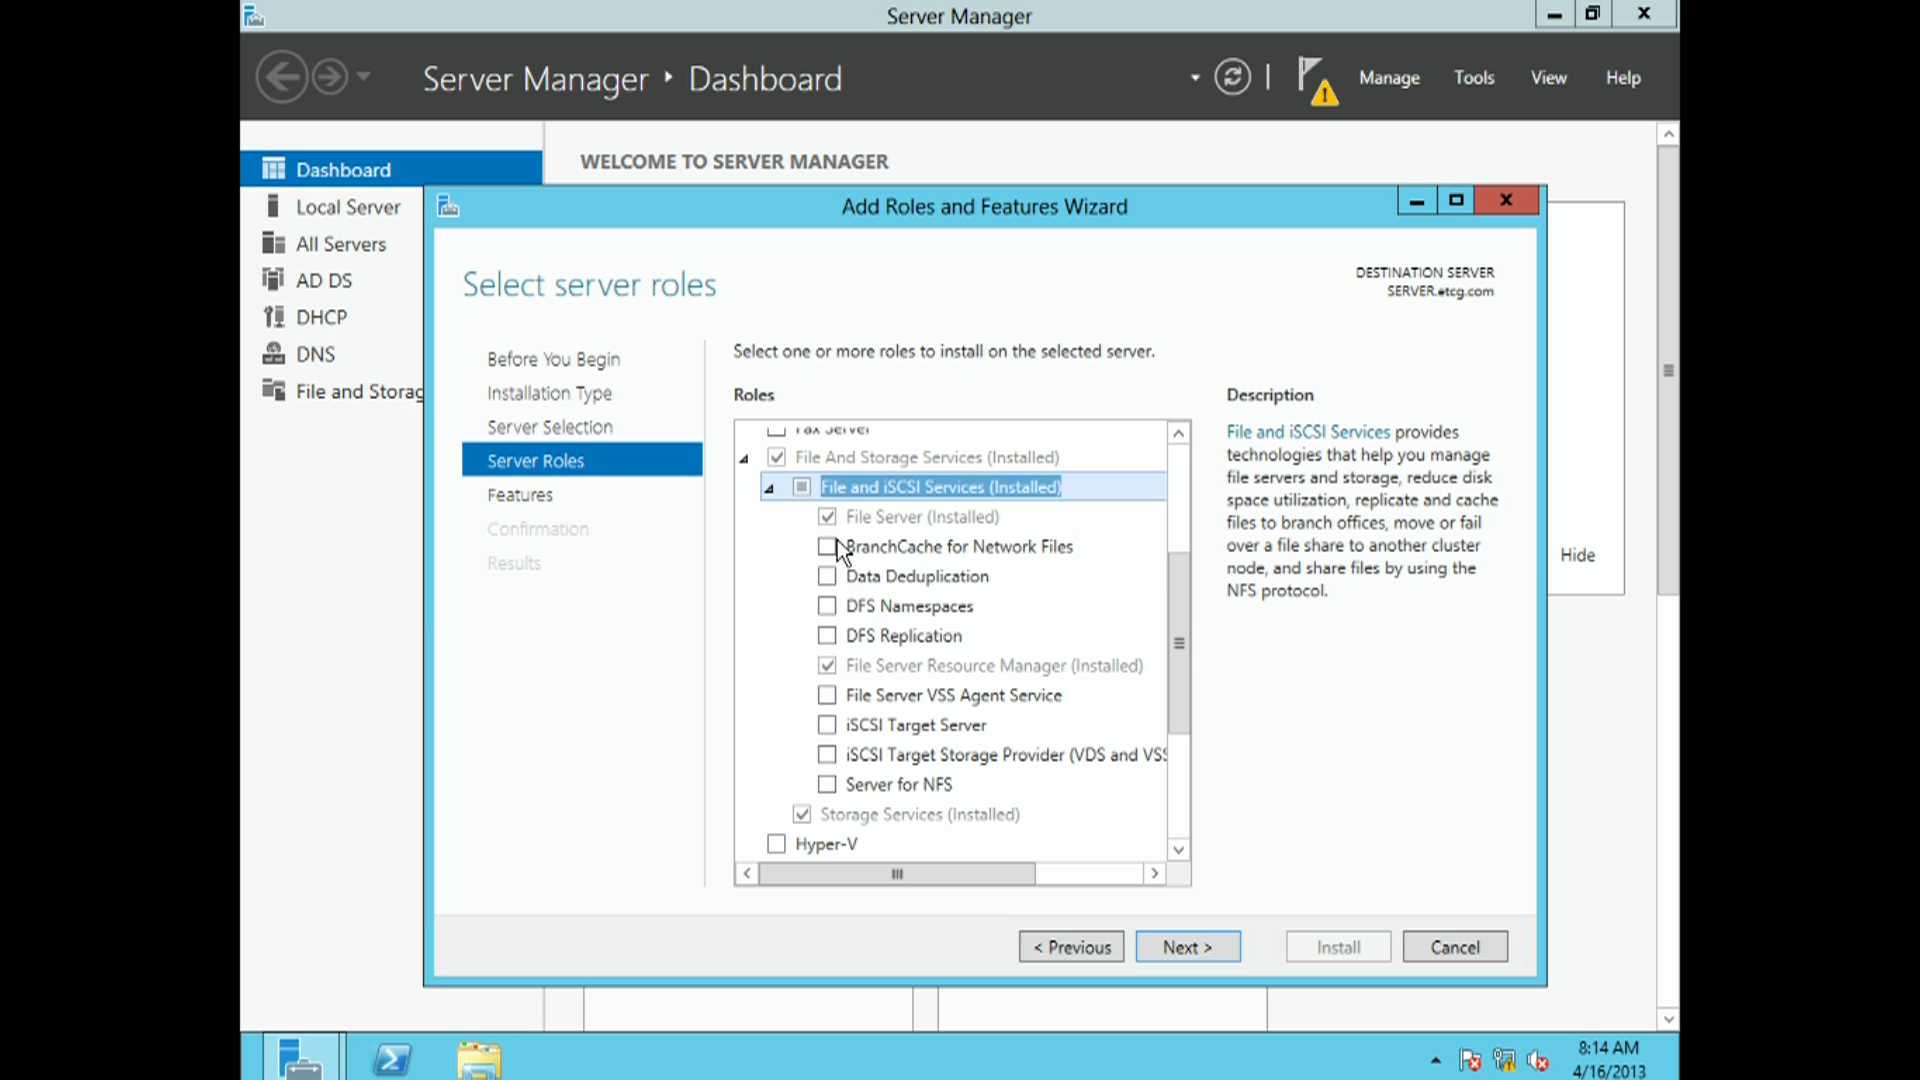 Server Manager
Server Manager ‣ Dashboard
Manage
Tools
View
Help
Dashboard
Local Server
All Servers
AD DS
DHCP
DNS
File and Storag
WELCOME TO SERVER MANAGER
Hide
Add Roles and Features Wizard
Select server roles
DESTINATION SERVER
SERVER.etcg.com
Before You Begin
Installation Type
Server Selection
Server Roles
Features
Confirmation
Results
Select one or more roles to install on the selected server.
Roles
Fax Server
File And Storage Services (Installed)
File and iSCSI Services (Installed)
File Server (Installed)
BranchCache for Network Files
Data Deduplication
DFS Namespaces
DFS Replication
File Server Resource Manager (Installed)
File Server VSS Agent Service
iSCSI Target Server
iSCSI Target Storage Provider (VDS and VSS
Server for NFS
Storage Services (Installed)
Hyper-V
Description
File and iSCSI Services provides
technologies that help you manage
file servers and storage, reduce disk
space utilization, replicate and cache
files to branch offices, move or fail
over a file share to another cluster
node, and share files by using the
NFS protocol.
< Previous
Next >
Install
Cancel
8:14 AM
4/16/2013